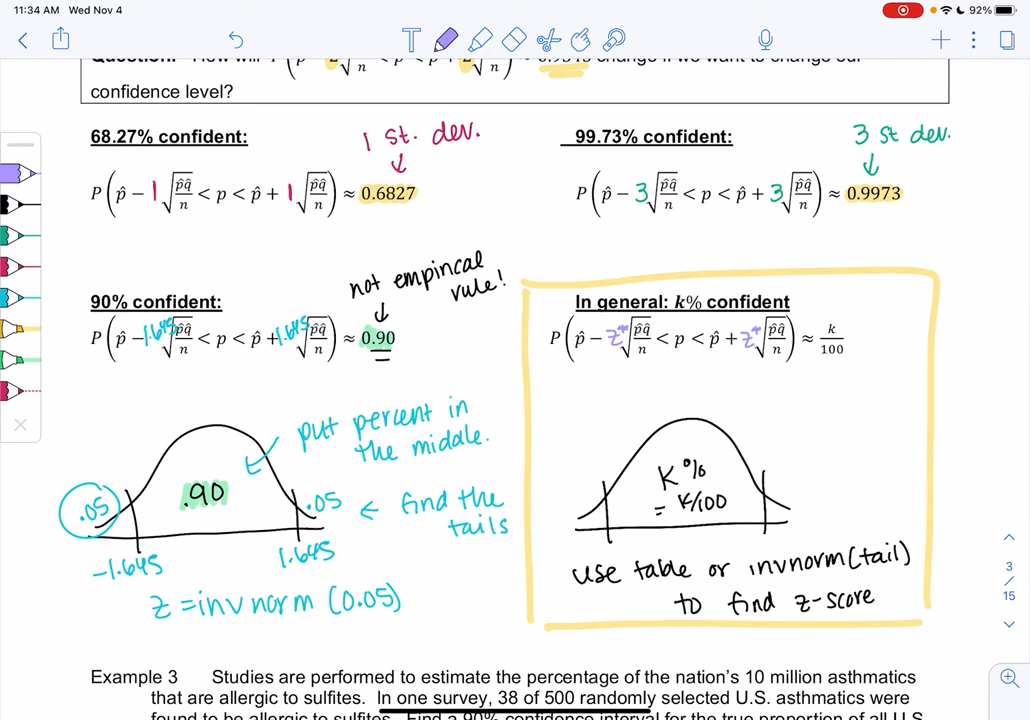 11:34 AM Wed Nov 4
92%
confidence level?
68.27% confident:
1 st. dev.
99.73% confident:
3 st dev.
P(p̂ − 1√(p̂q̂/n) < p < p̂ + 1√(p̂q̂/n)) ≈ 0.6827
P(p̂ − 3√(p̂q̂/n) < p < p̂ + 3√(p̂q̂/n)) ≈ 0.9973
not empirical
rule!
90% confident:
P(p̂ − 1.645√(p̂q̂/n) < p < p̂ + 1.645√(p̂q̂/n)) ≈ 0.90
In general: k% confident
P(p̂ − z*√(p̂q̂/n) < p < p̂ + z*√(p̂q̂/n)) ≈ k/100
put percent in
the middle.
.90
.05
.05 ← find the
tails
-1.645
1.645
z = invnorm (0.05)
K%
= K/100
use table or invnorm(tail)
to find z-score
3
/
15
Example 3 Studies are performed to estimate the percentage of the nation's 10 million asthmatics
that are allergic to sulfites. In one survey, 38 of 500 randomly selected U.S. asthmatics were